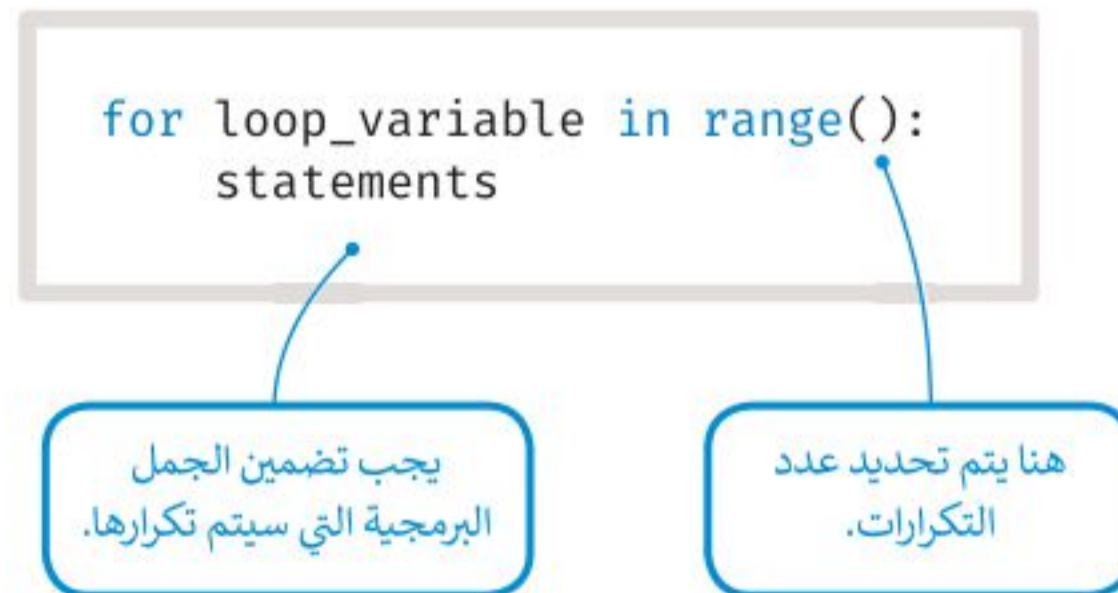 for loop_variable in range():
statements
هنا يتم تحديد عدد
التكرارات.
يجب تضمين الجمل
البرمجية التي سيتم تكرارها.